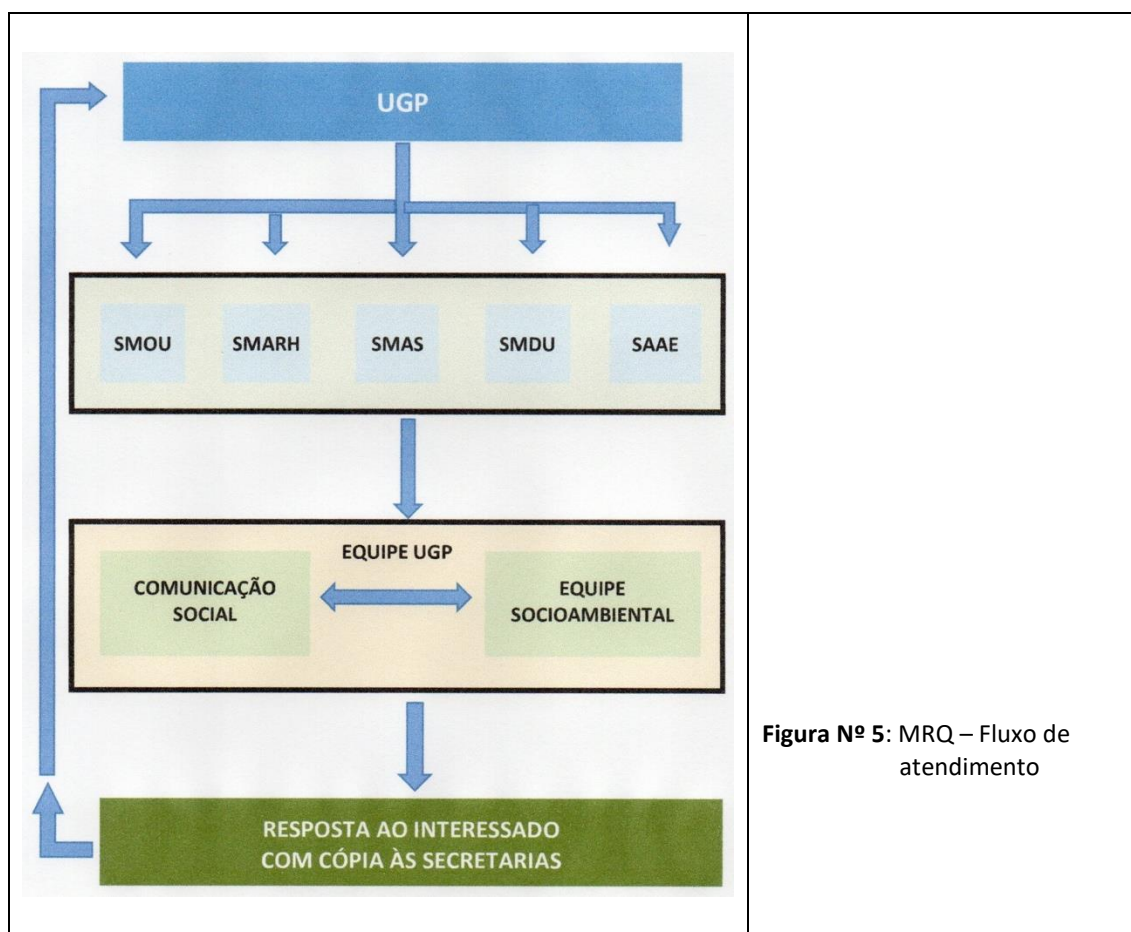 UGP
SMOU SMARH SMAS SMDU SAAE
EQUIPE UGP
COMUNICAÇÃO
SOCIAL
EQUIPE
SOCIOAMBIENTAL
RESPOSTA AO INTERESSADO
COM CÓPIA ÀS SECRETARIAS
Figura Nº 5: MRQ – Fluxo de
atendimento